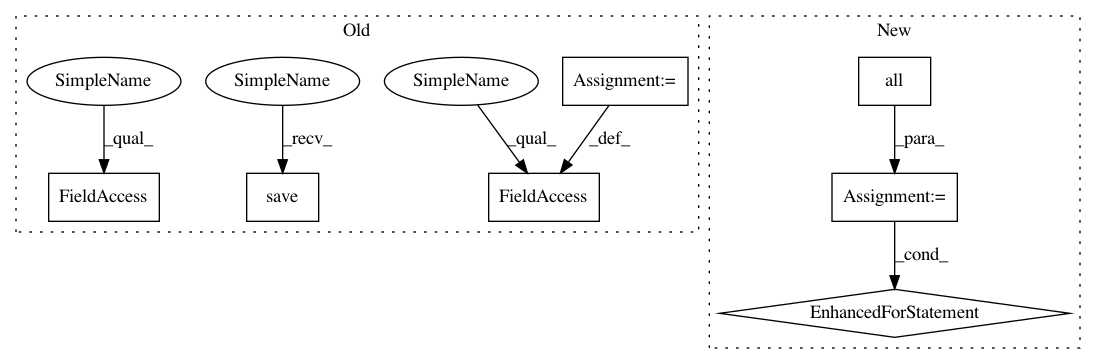 Old
New
SimpleName
SimpleName
SimpleName
Assignment:=
all
_qual_
_recv_
_qual_
_def_
_para_
FieldAccess
save
FieldAccess
Assignment:=
_cond_
EnhancedForStatement